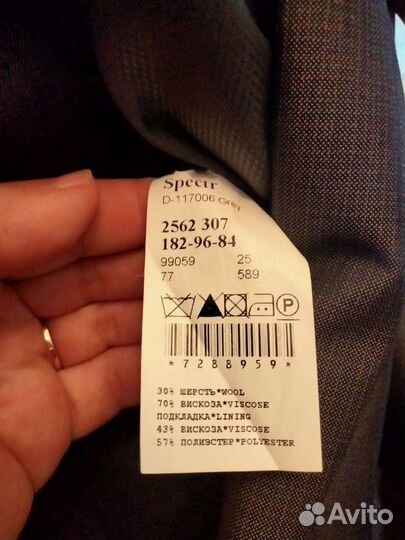 Spectr
D-117006 Grey
2562 307
182-96-84
99059 25
77 589
P
*7288959*
30% ШЕРСТЬ*WOOL
70% ВИСКОЗА*VISCOSE
ПОДКЛАДКА*LINING
43% ВИСКОЗА*VISCOSE
57% ПОЛИЭСТЕР*POLYESTER
Avito